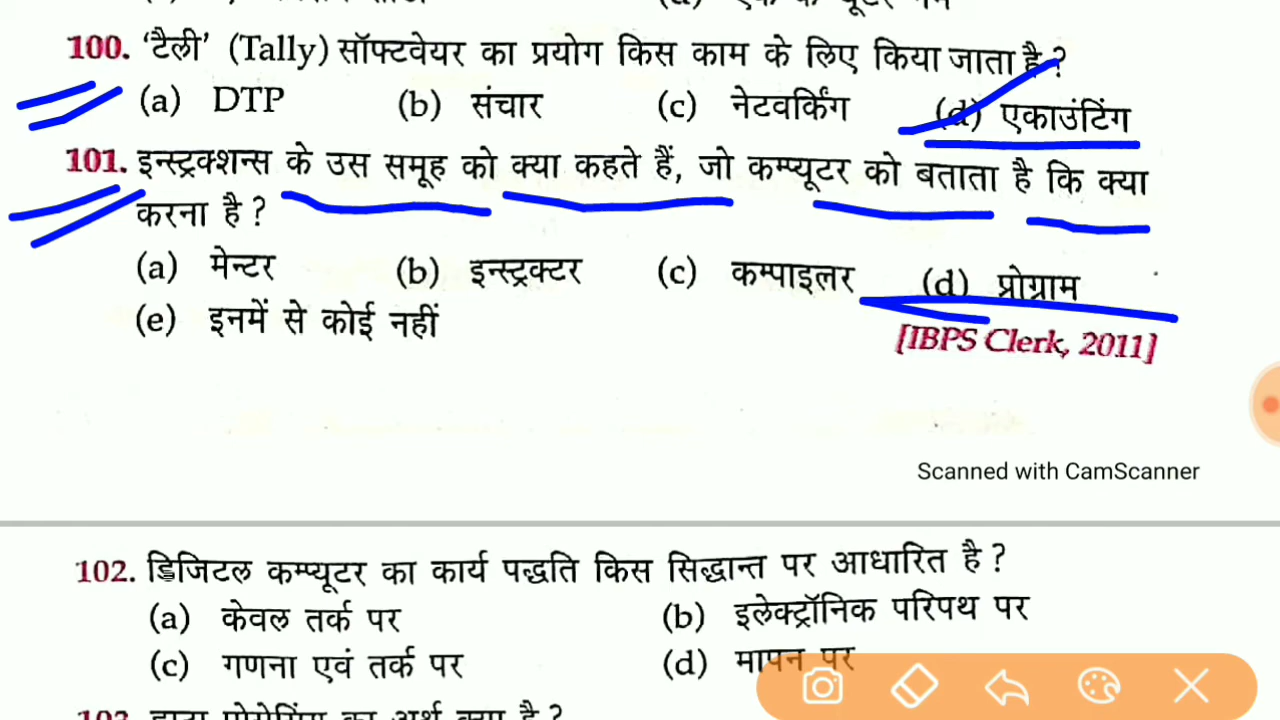 100. 'टैली' (Tally) सॉफ्टवेयर का प्रयोग किस काम के लिए किया जाता है ?
(a) DTP (b) संचार (c) नेटवर्किंग (d) एकाउंटिंग
101. इन्स्ट्रक्शन्स के उस समूह को क्या कहते हैं, जो कम्प्यूटर को बताता है कि क्या
करना है ?
(a) मेन्टर (b) इन्स्ट्रक्टर (c) कम्पाइलर (d) प्रोग्राम
(e) इनमें से कोई नहीं
[IBPS Clerk, 2011]
Scanned with CamScanner
102. डिजिटल कम्प्यूटर का कार्य पद्धति किस सिद्धान्त पर आधारित है ?
(a) केवल तर्क पर (b) इलेक्ट्रॉनिक परिपथ पर
(c) गणना एवं तर्क पर (d) मापन पर
का अर्थ क्या है ?